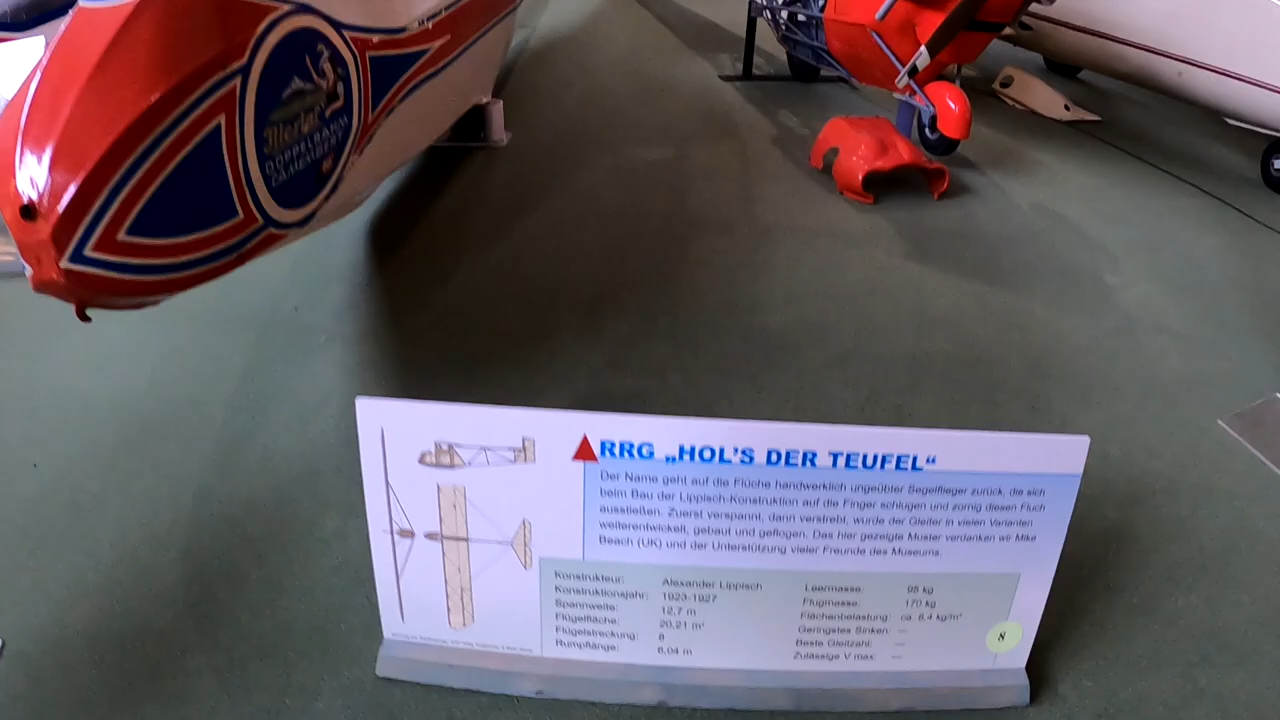 Merlat
DOPPELRAHM
CAMEMBERT
RRG „HOL'S DER TEUFEL“
Der Name geht auf die Flüche handwerklich ungeübter Segelflieger zurück, die sich
beim Bau der Lippisch-Konstruktion auf die Finger schlugen und zornig diesen Fluch
ausstießen. Zuerst verspannt, dann verstrebt, wurde der Gleiter in vielen Varianten
weiterentwickelt, gebaut und geflogen. Das hier gezeigte Muster verdanken wir Mike
Beach (UK) und der Unterstützung vieler Freunde des Museums.
Konstrukteur: Alexander Lippisch
Konstruktionsjahr: 1923-1927
Spannweite: 12,7 m
Flügelfläche: 20,21 m²
Flügelstreckung: 8
Rumpflänge: 8,04 m
Leermasse: 95 kg
Flugmasse: 170 kg
Flächenbelastung: ca. 8,4 kg/m²
Geringstes Sinken: —
Beste Gleitzahl: —
Zulässige V max: —
8